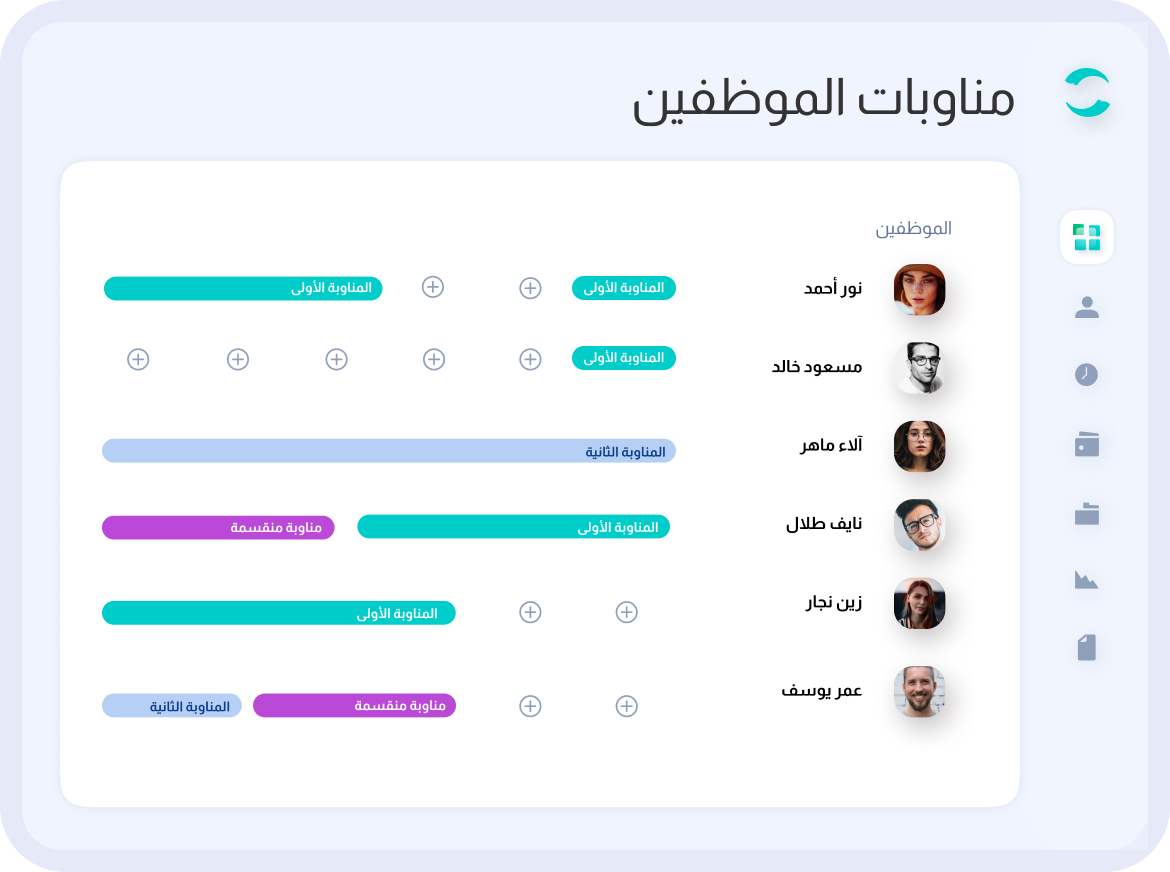 مناوبات الموظفين
الموظفين
نور أحمد
المناوبة الأولى
المناوبة الأولى
مسعود خالد
المناوبة الأولى
آلاء ماهر
المناوبة الثانية
نايف طلال
المناوبة الأولى
مناوبة منقسمة
زين نجار
المناوبة الأولى
عمر يوسف
مناوبة منقسمة
المناوبة الثانية